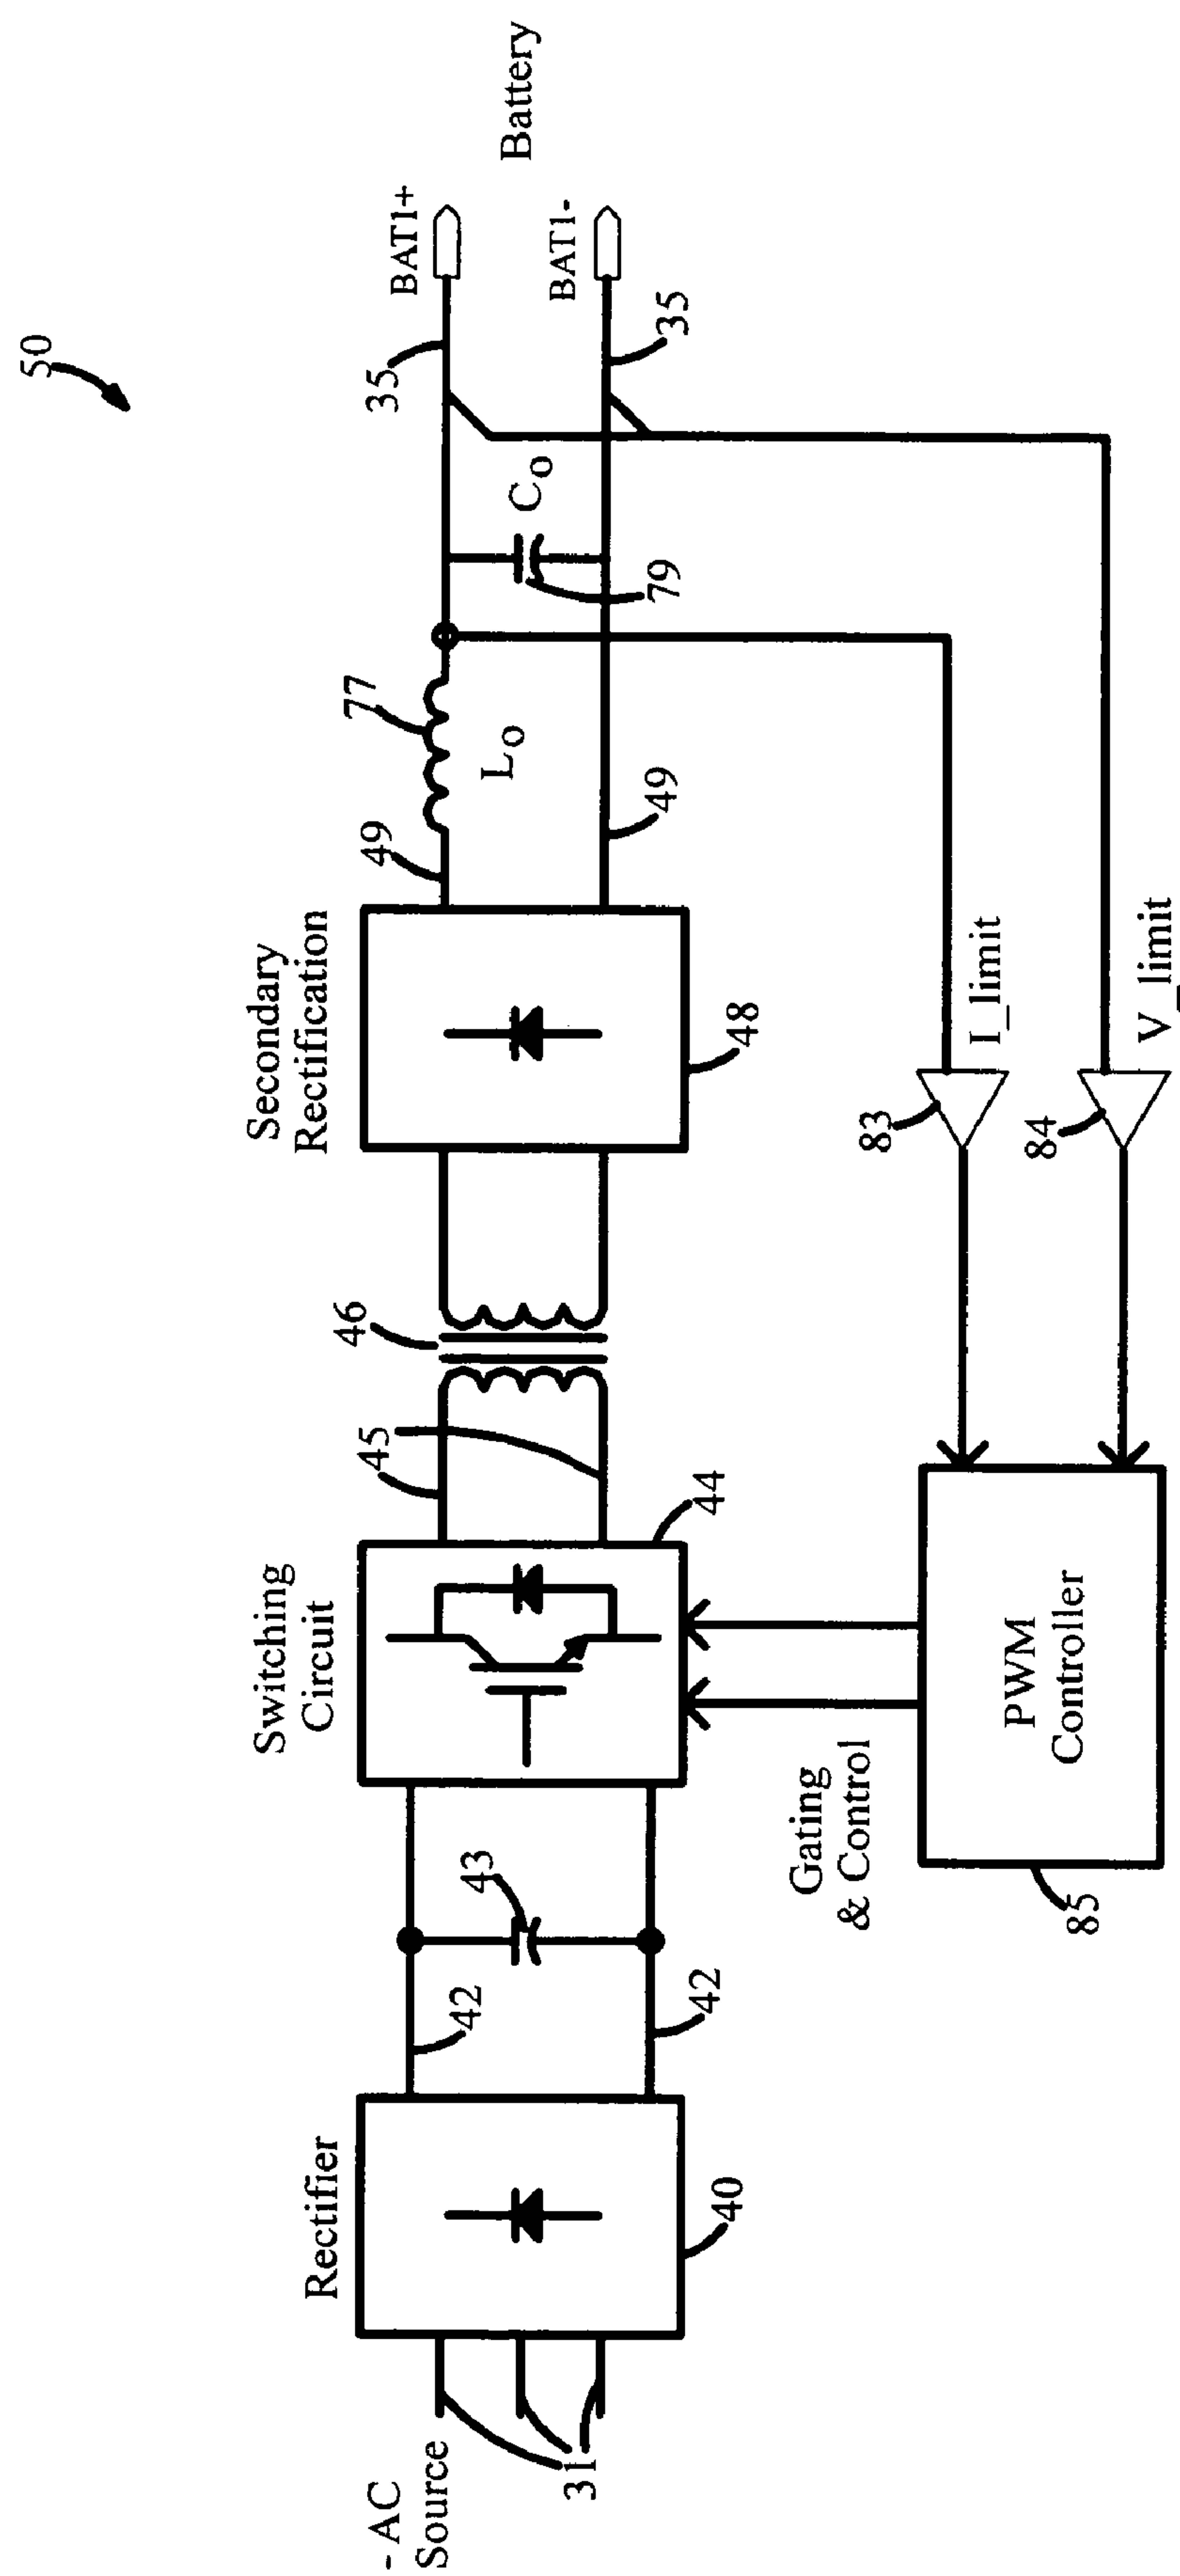 50
- AC
Source
31
Rectifier
40
42
42
43
Switching
Circuit
44
45
46
Secondary
Rectification
48
49
49
77
Lo
79
Co
35
35
BAT1+
BAT1-
Battery
Gating
& Control
PWM
Controller
85
83
I_limit
84
V_limit